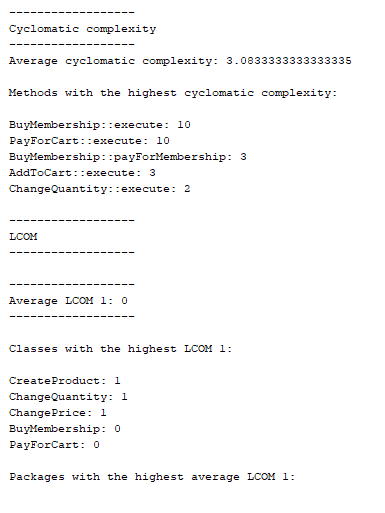 ------------------
Cyclomatic complexity
------------------
Average cyclomatic complexity: 3.0833333333333335
Methods with the highest cyclomatic complexity:
BuyMembership::execute: 10
PayForCart::execute: 10
BuyMembership::payForMembership: 3
AddToCart::execute: 3
ChangeQuantity::execute: 2
------------------
LCOM
------------------
------------------
Average LCOM 1: 0
------------------
Classes with the highest LCOM 1:
CreateProduct: 1
ChangeQuantity: 1
ChangePrice: 1
BuyMembership: 0
PayForCart: 0
Packages with the highest average LCOM 1: